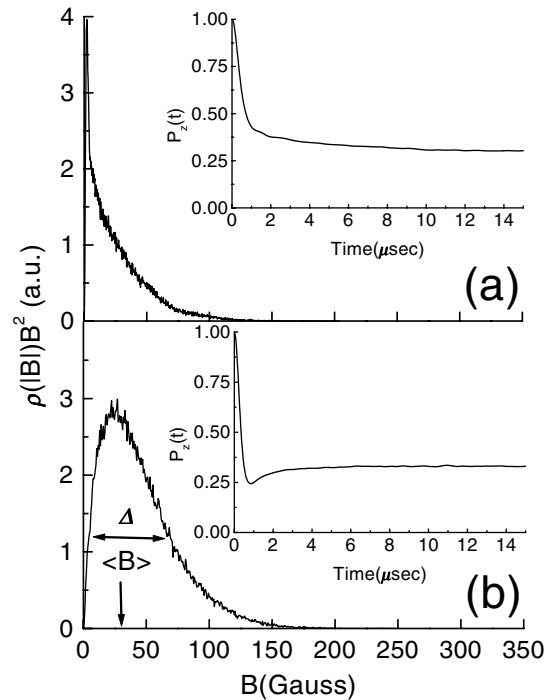 4
3
2
1
0
1.00
0.75
0.50
0.25
0.00
P_z(t)
0 2 4 6 8 10 12 14
Time(μsec)
(a)
ρ(|B|)B² (a.u.)
4
3
2
1
0
1.00
0.75
0.50
0.25
0.00
P_z(t)
0 2 4 6 8 10 12 14
Time(μsec)
Δ
<B>
(b)
0 50 100 150 200 250 300 350
B(Gauss)